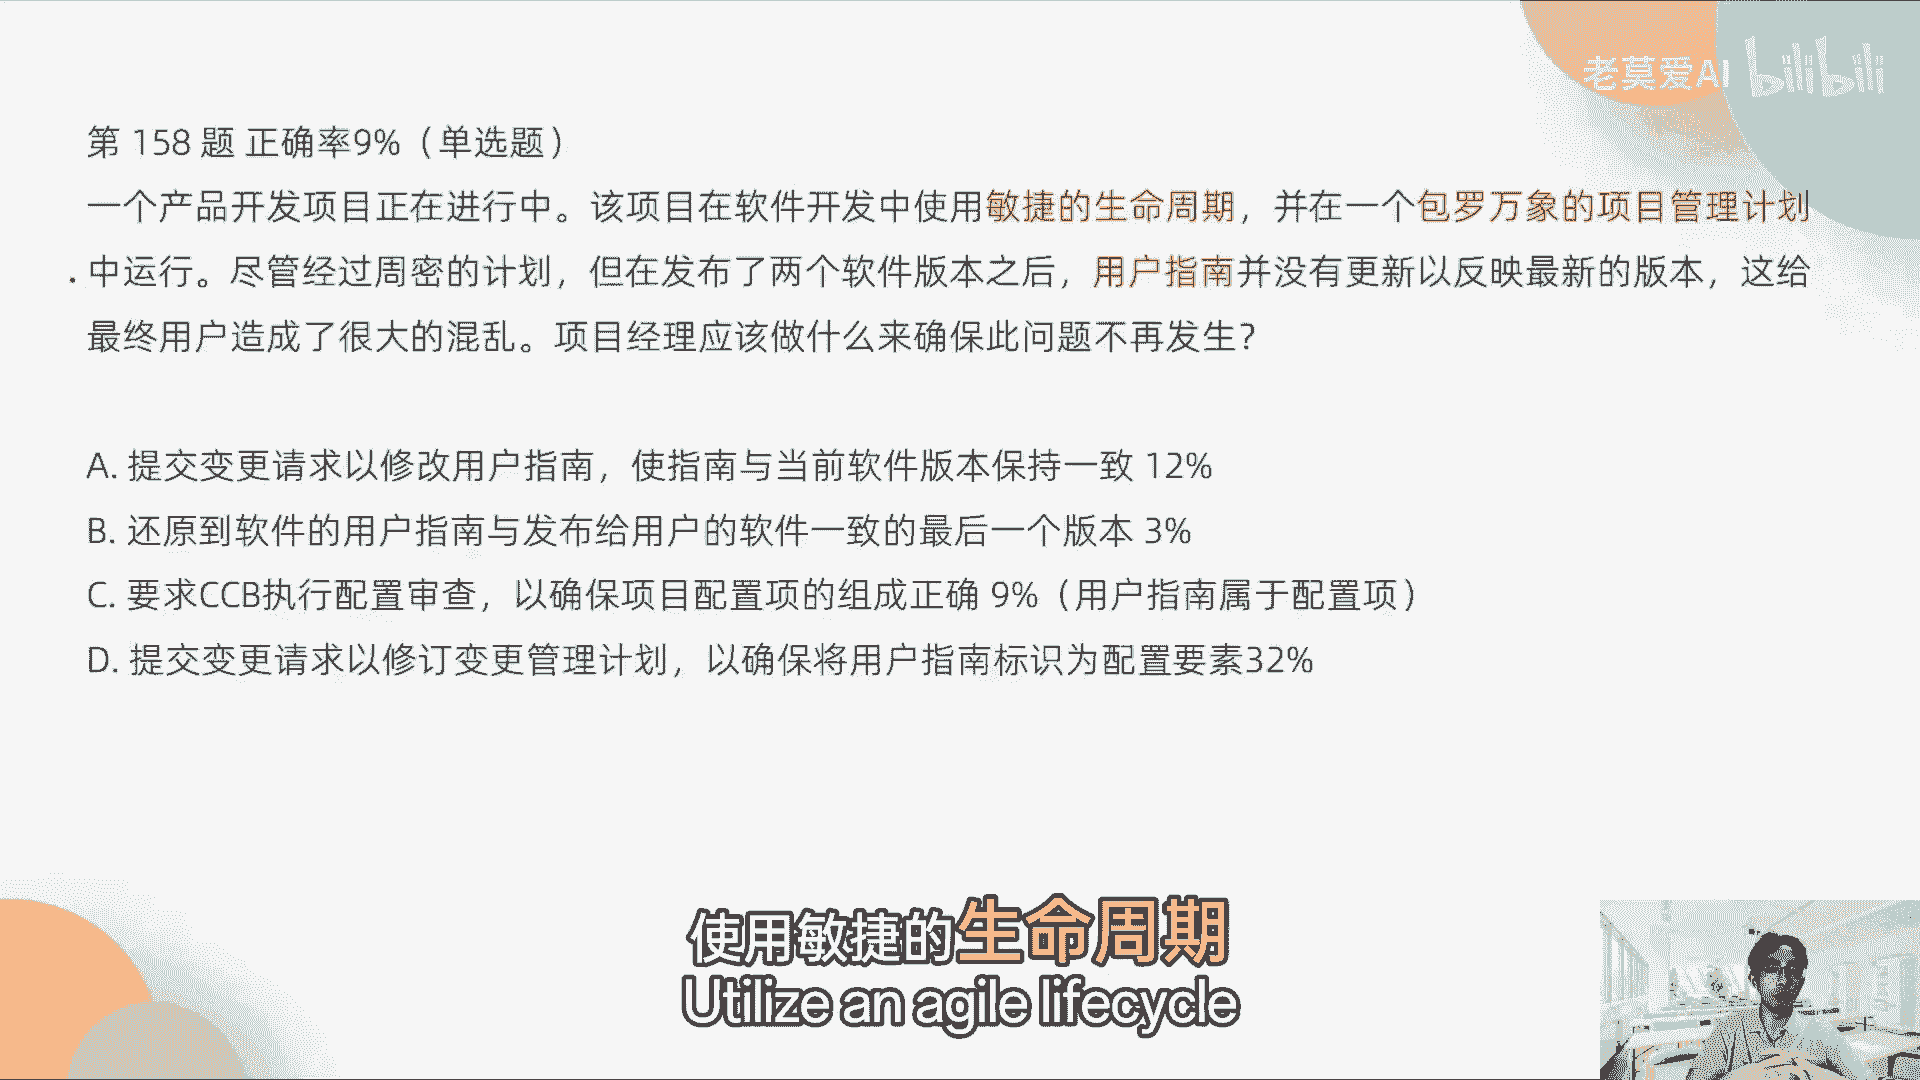 老莫爱AI bilibili
第 158 题 正确率9%（单选题）
一个产品开发项目正在进行中。该项目在软件开发中使用敏捷的生命周期，并在一个包罗万象的项目管理计划
中运行。尽管经过周密的计划，但在发布了两个软件版本之后，用户指南并没有更新以反映最新的版本，这给
最终用户造成了很大的混乱。项目经理应该做什么来确保此问题不再发生？
A. 提交变更请求以修改用户指南，使指南与当前软件版本保持一致 12%
B. 还原到软件的用户指南与发布给用户的软件一致的最后一个版本 3%
C. 要求CCB执行配置审查，以确保项目配置项的组成正确 9%（用户指南属于配置项）
D. 提交变更请求以修订变更管理计划，以确保将用户指南标识为配置要素32%
使用敏捷的生命周期
Utilize an agile lifecycle